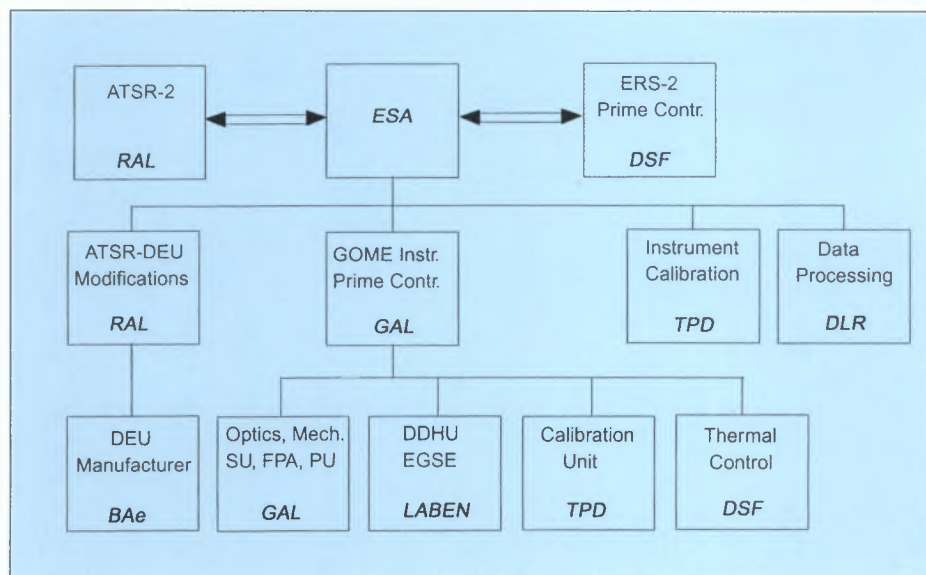 ATSR-2
RAL
ESA
ERS-2
Prime Contr.
DSF
ATSR-DEU
Modifications
RAL
GOME Instr.
Prime Contr.
GAL
Instrument
Calibration
TPD
Data
Processing
DLR
DEU
Manufacturer
BAe
Optics, Mech.
SU, FPA, PU
GAL
DDHU
EGSE
LABEN
Calibration
Unit
TPD
Thermal
Control
DSF